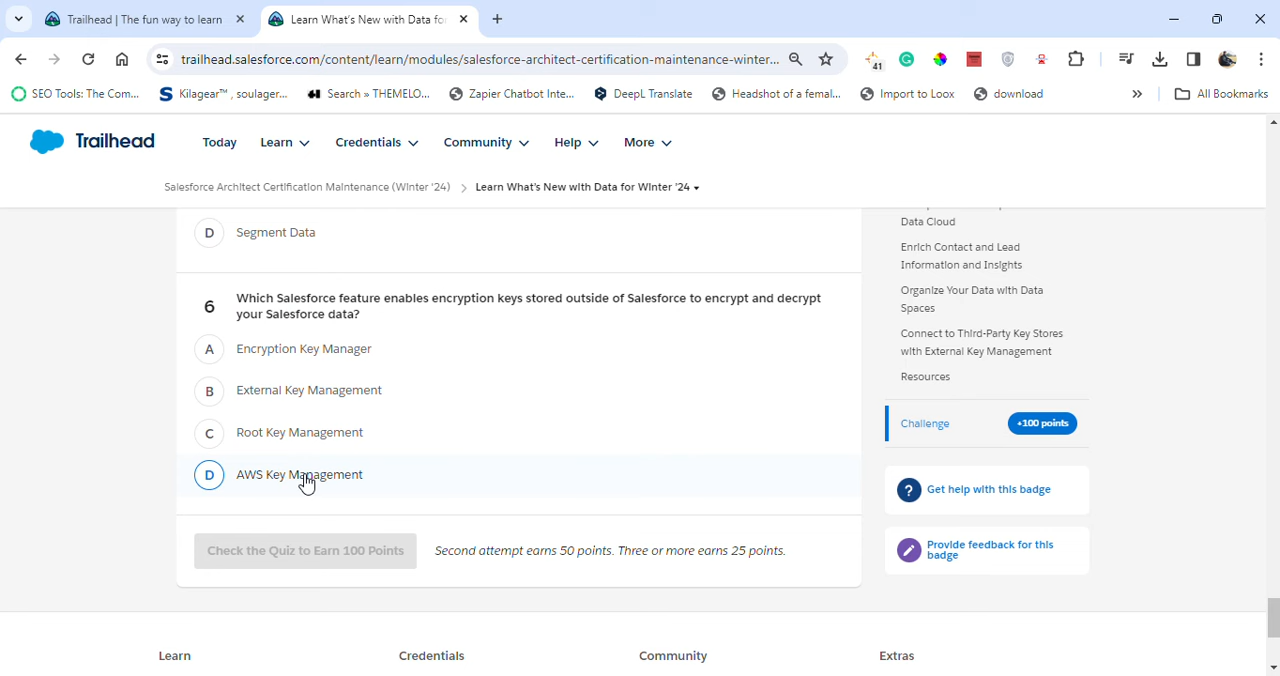 Trailhead | The fun way to learn
Learn What's New with Data fo
trailhead.salesforce.com/content/learn/modules/salesforce-architect-certification-maintenance-winter...
41
SEO Tools: The Com...
Kilagear™ , soulager...
Search » THEMELO...
Zapier Chatbot Inte...
DeepL Translate
Headshot of a femal...
Import to Loox
download
All Bookmarks
Trailhead
Today
Learn
Credentials
Community
Help
More
Salesforce Architect Certification Maintenance (Winter '24)
Learn What's New with Data for Winter '24
D Segment Data
6 Which Salesforce feature enables encryption keys stored outside of Salesforce to encrypt and decrypt
your Salesforce data?
A Encryption Key Manager
B External Key Management
C Root Key Management
D AWS Key Management
Check the Quiz to Earn 100 Points
Second attempt earns 50 points. Three or more earns 25 points.
Data Cloud
Enrich Contact and Lead
Information and Insights
Organize Your Data with Data
Spaces
Connect to Third-Party Key Stores
with External Key Management
Resources
Challenge
+100 points
? Get help with this badge
Provide feedback for this
badge
Learn
Credentials
Community
Extras